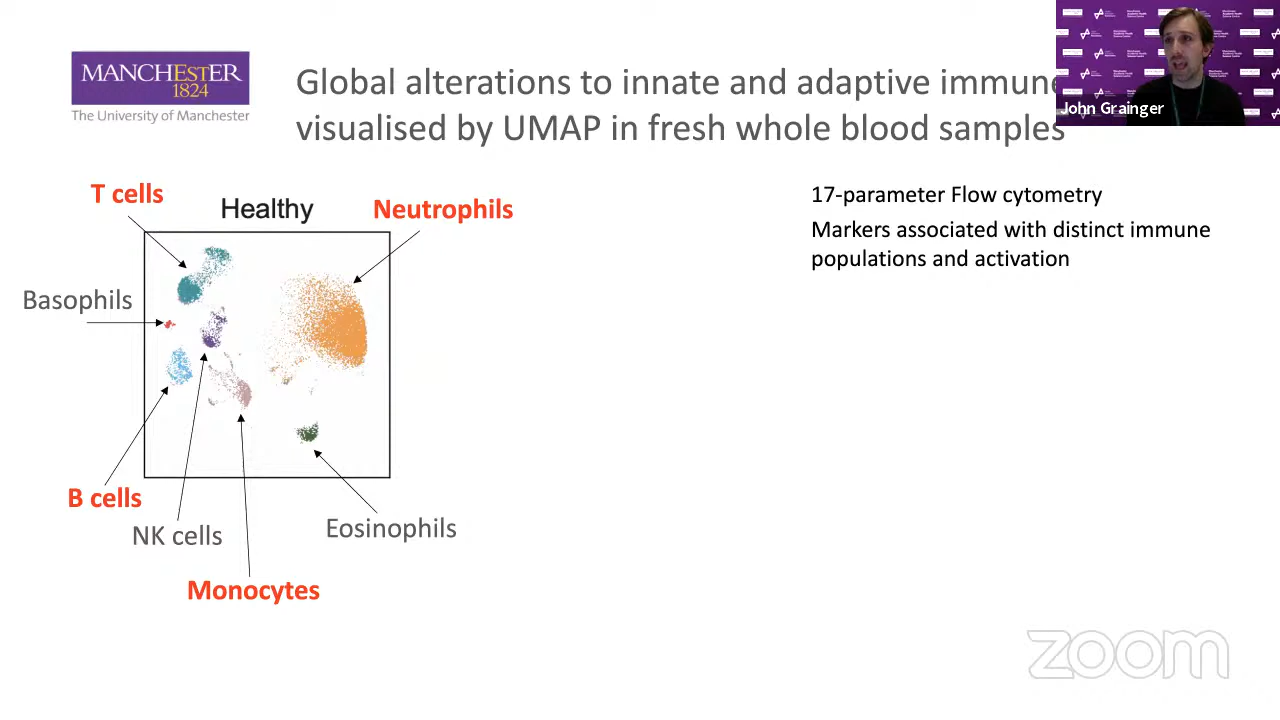 MANCHESTER
1824
The University of Manchester
Global alterations to innate and adaptive immune
visualised by UMAP in fresh whole blood samples
John Grainger
T cells
Healthy
Neutrophils
17-parameter Flow cytometry
Markers associated with distinct immune
populations and activation
Basophils
B cells
NK cells
Eosinophils
Monocytes
zoom